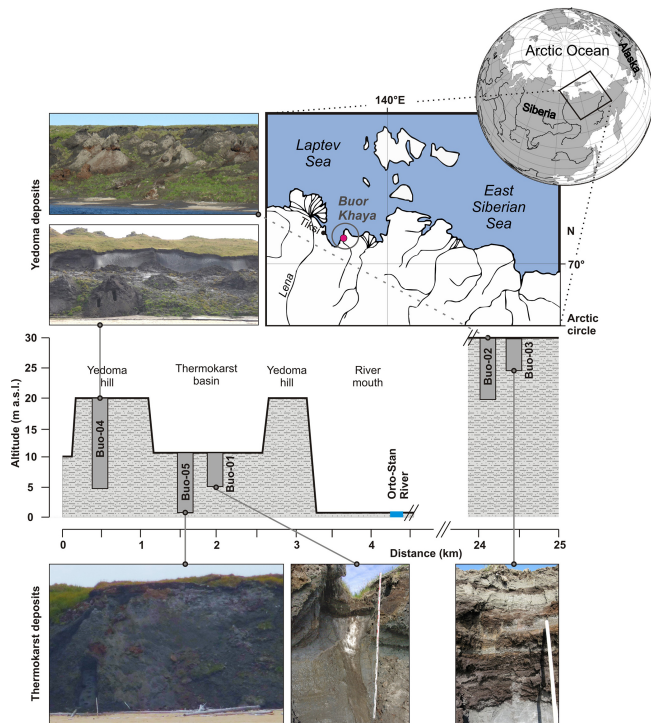 Arctic Ocean
Alaska
Siberia
140°E
Laptev
Sea
East
Siberian
Sea
Buor
Khaya
Tiksi
Lena
N
70°
Arctic
circle
Yedoma deposits
Altitude (m a.s.l.)
30
25
20
15
10
5
0
Yedoma
hill
Thermokarst
basin
Yedoma
hill
River
mouth
Buo-04
Buo-05
Buo-01
Buo-02
Buo-03
Orto-Stan
River
0 1 2 3 4 24 25
Distance (km)
Thermokarst deposits